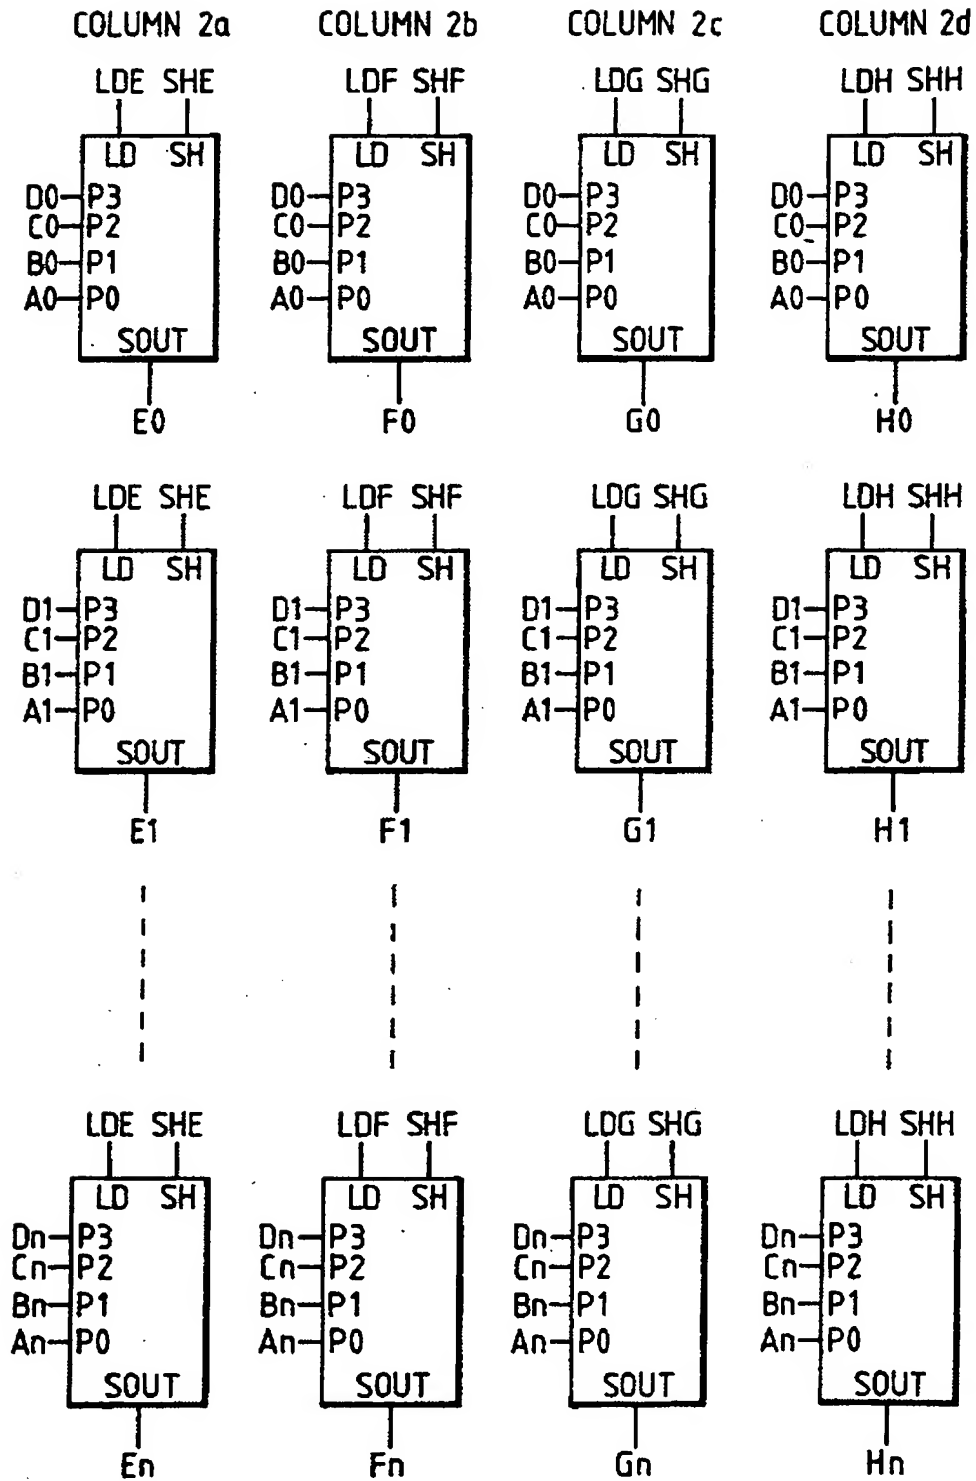 COLUMN 2a COLUMN 2b COLUMN 2c COLUMN 2d
LDE SHE LDF SHF LDG SHG LDH SHH
LD SH LD SH LD SH LD SH
D0 P3 D0 P3 D0 P3 D0 P3
C0 P2 C0 P2 C0 P2 C0 P2
B0 P1 B0 P1 B0 P1 B0 P1
A0 P0 A0 P0 A0 P0 A0 P0
SOUT SOUT SOUT SOUT
E0 F0 G0 H0
LDE SHE LDF SHF LDG SHG LDH SHH
LD SH LD SH LD SH LD SH
D1 P3 D1 P3 D1 P3 D1 P3
C1 P2 C1 P2 C1 P2 C1 P2
B1 P1 B1 P1 B1 P1 B1 P1
A1 P0 A1 P0 A1 P0 A1 P0
SOUT SOUT SOUT SOUT
E1 F1 G1 H1
LDE SHE LDF SHF LDG SHG LDH SHH
LD SH LD SH LD SH LD SH
Dn P3 Dn P3 Dn P3 Dn P3
Cn P2 Cn P2 Cn P2 Cn P2
Bn P1 Bn P1 Bn P1 Bn P1
An P0 An P0 An P0 An P0
SOUT SOUT SOUT SOUT
En Fn Gn Hn